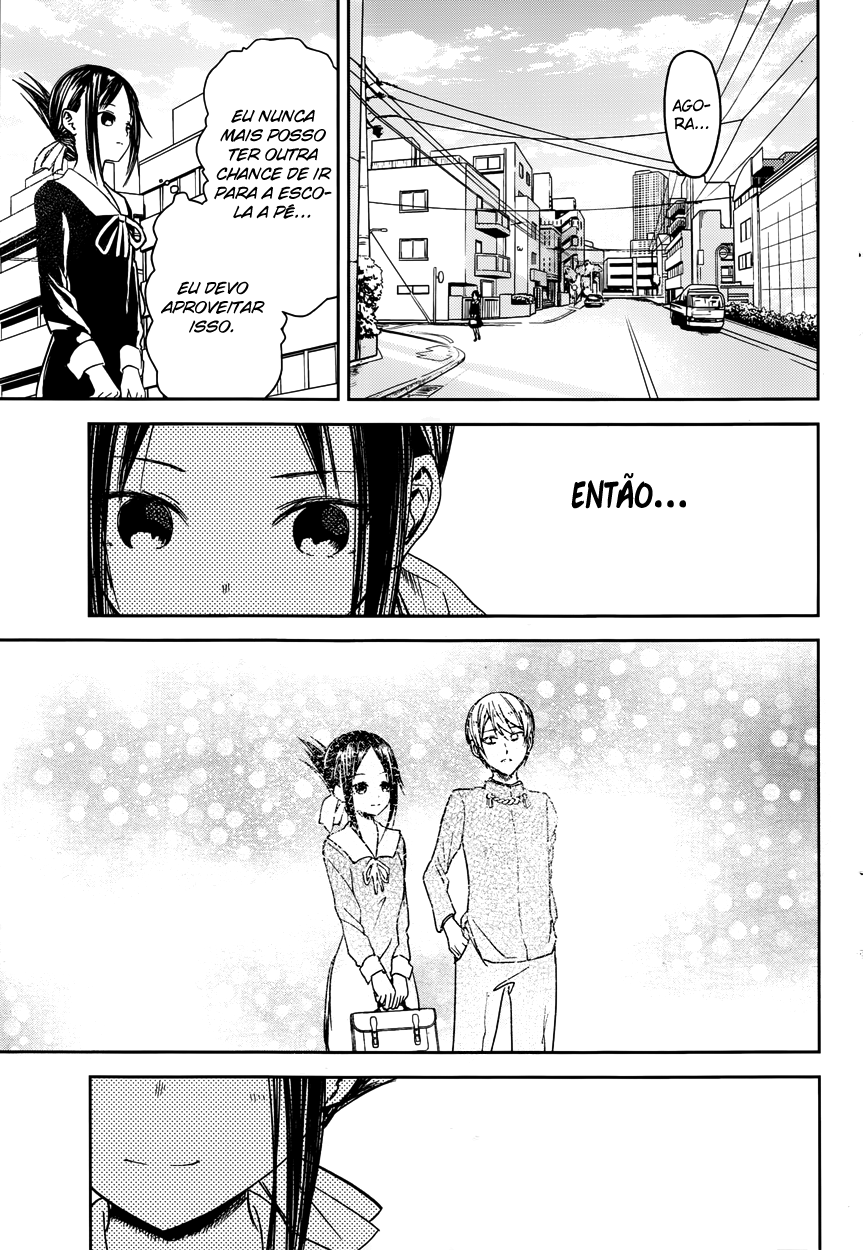 AGO-
RA...
EU NUNCA
MAIS POSSO
TER OUTRA
CHANCE DE IR
PARA A ESCO-
LA A PÉ...
EU DEVO
APROVEITAR
ISSO.
ENTÃO...